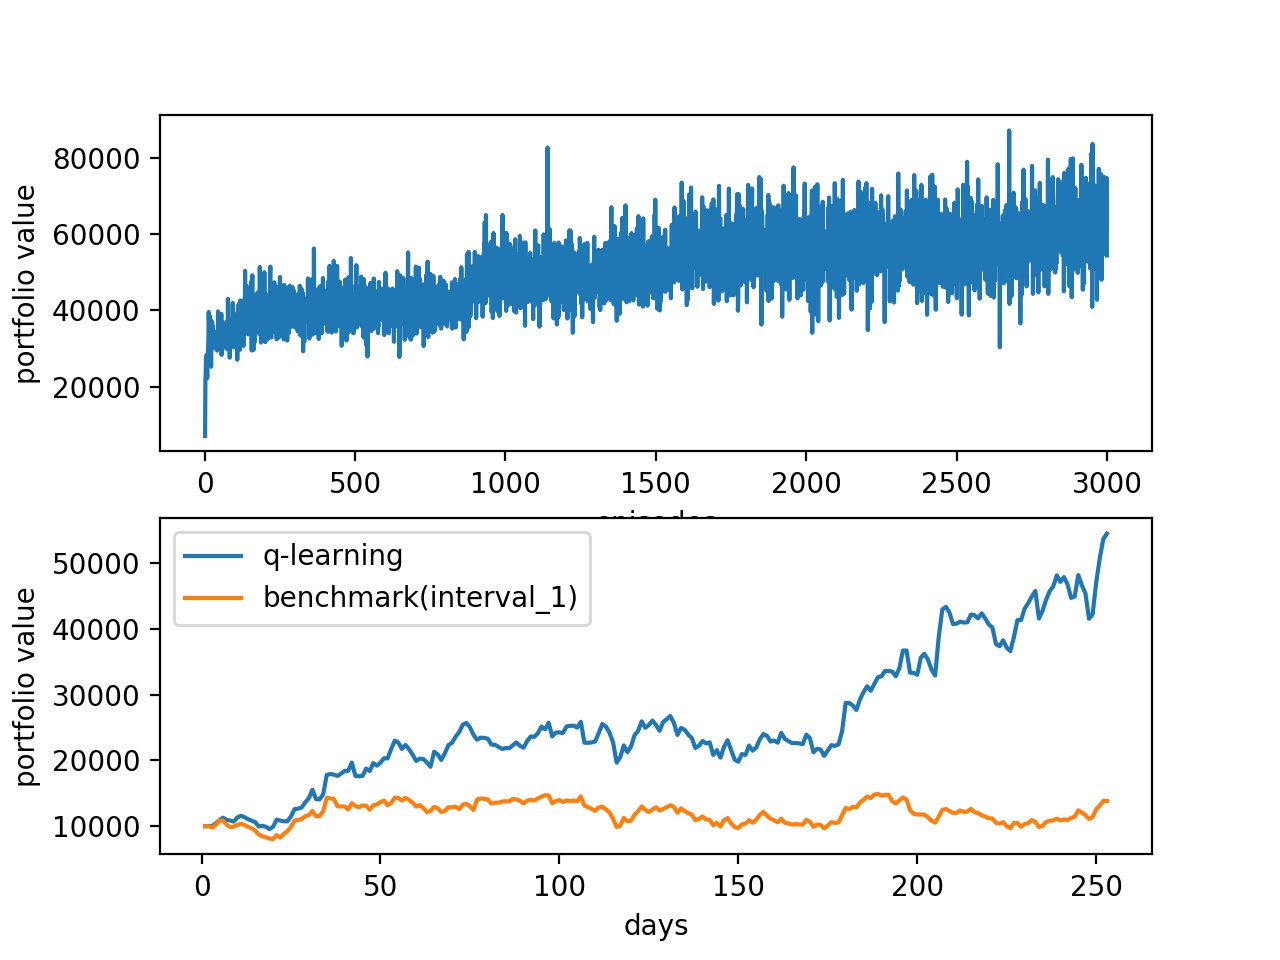 portfolio value
80000
60000
40000
20000
0 500 1000 1500 2000 2500 3000
episodes
portfolio value
50000
40000
30000
20000
10000
q-learning
benchmark(interval_1)
0 50 100 150 200 250
days